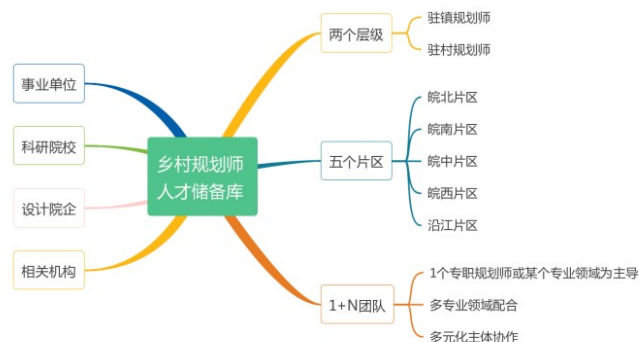 事业单位
科研院校
设计院企
相关机构
乡村规划师
人才储备库
两个层级
驻镇规划师
驻村规划师
五个片区
皖北片区
皖南片区
皖中片区
皖西片区
沿江片区
1+N团队
1个专职规划师或某个专业领域为主导
多专业领域配合
多元化主体协作